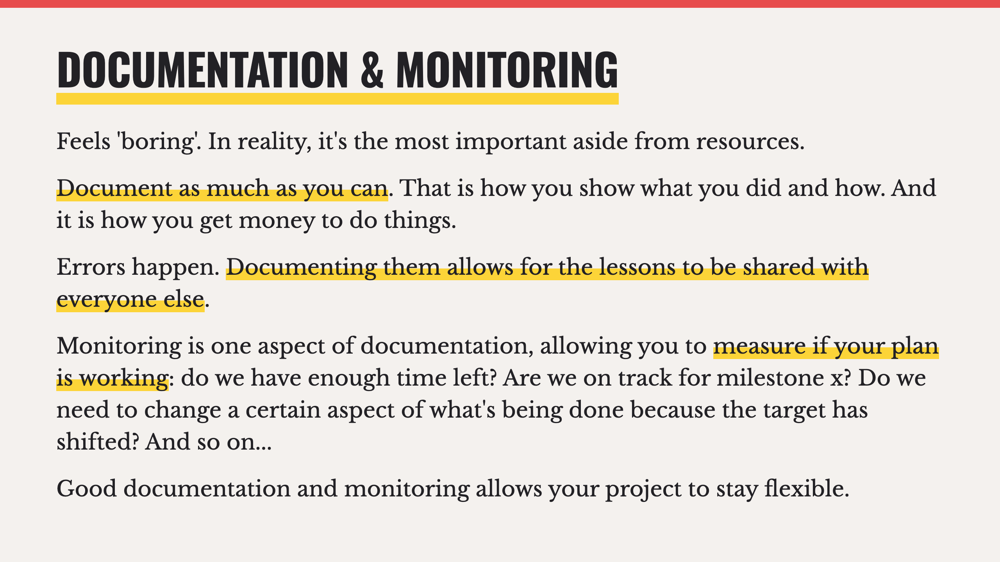 DOCUMENTATION & MONITORING
Feels 'boring'. In reality, it's the most important aside from resources.
Document as much as you can. That is how you show what you did and how. And
it is how you get money to do things.
Errors happen. Documenting them allows for the lessons to be shared with
everyone else.
Monitoring is one aspect of documentation, allowing you to measure if your plan
is working: do we have enough time left? Are we on track for milestone x? Do we
need to change a certain aspect of what's being done because the target has
shifted? And so on...
Good documentation and monitoring allows your project to stay flexible.